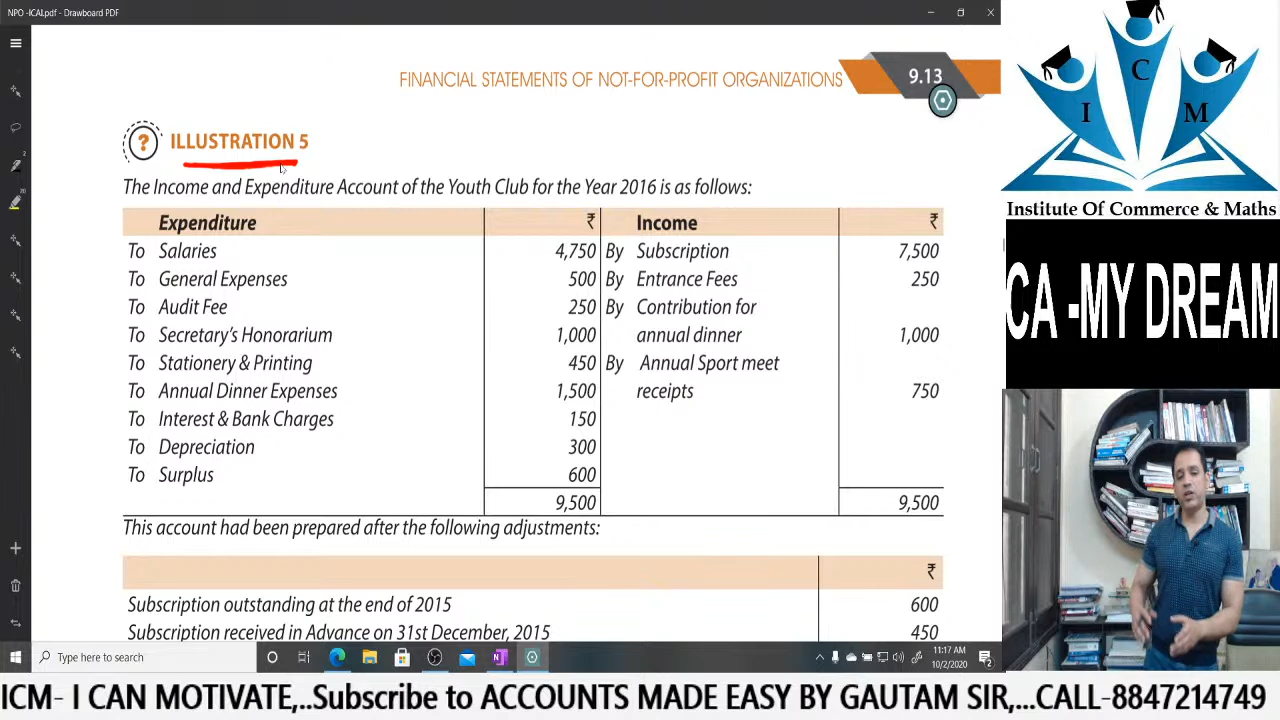 NPO -ICAI.pdf - Drawboard PDF
FINANCIAL STATEMENTS OF NOT-FOR-PROFIT ORGANIZATIONS 9.13
? ILLUSTRATION 5
The Income and Expenditure Account of the Youth Club for the Year 2016 is as follows:
Expenditure ₹ Income ₹
To Salaries 4,750 By Subscription 7,500
To General Expenses 500 By Entrance Fees 250
To Audit Fee 250 By Contribution for
To Secretary's Honorarium 1,000 annual dinner 1,000
To Stationery & Printing 450 By Annual Sport meet
To Annual Dinner Expenses 1,500 receipts 750
To Interest & Bank Charges 150
To Depreciation 300
To Surplus 600
9,500 9,500
This account had been prepared after the following adjustments:
₹
Subscription outstanding at the end of 2015 600
Subscription received in Advance on 31st December, 2015 450
I C M
Institute Of Commerce & Maths
CA -MY DREAM
Type here to search
11:17 AM
10/2/2020
ICM- I CAN MOTIVATE,..Subscribe to ACCOUNTS MADE EASY BY GAUTAM SIR,...CALL-8847214749